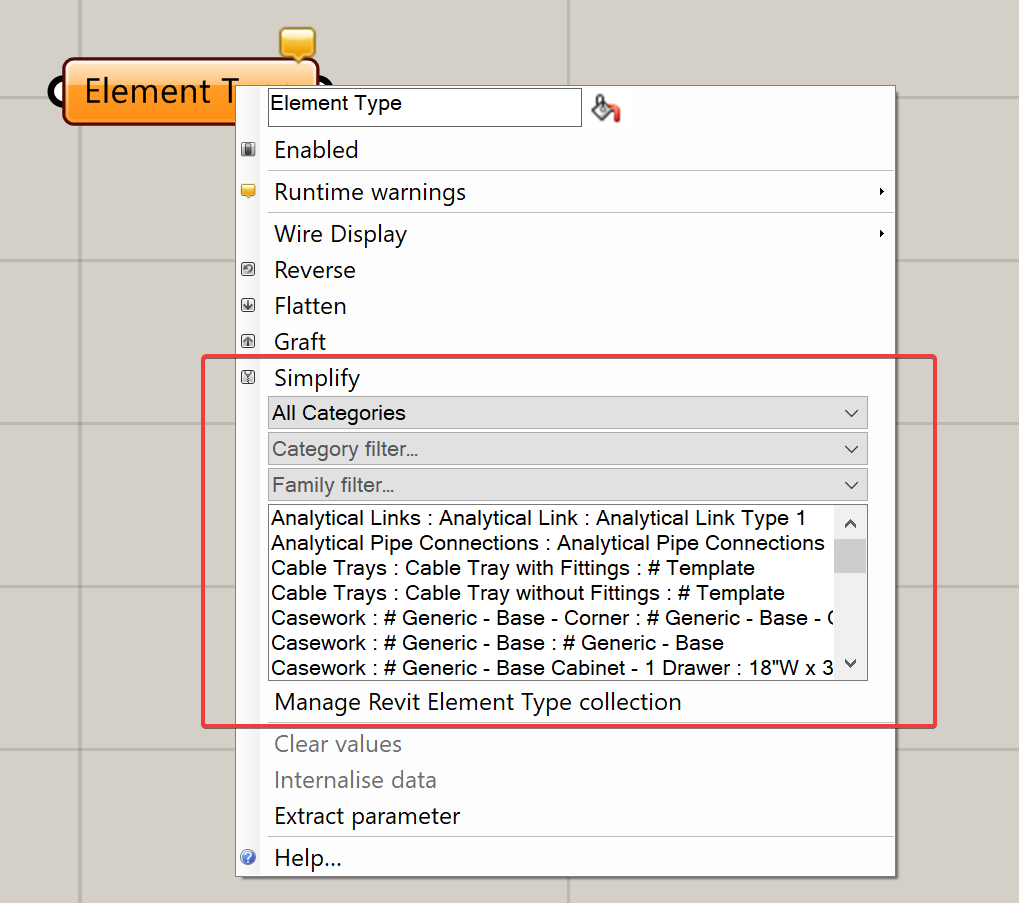 Element T
Element Type
Enabled
Runtime warnings
Wire Display
Reverse
Flatten
Graft
Simplify
All Categories
Category filter...
Family filter...
Analytical Links : Analytical Link : Analytical Link Type 1
Analytical Pipe Connections : Analytical Pipe Connections
Cable Trays : Cable Tray with Fittings : # Template
Cable Trays : Cable Tray without Fittings : # Template
Casework : # Generic - Base - Corner : # Generic - Base -
Casework : # Generic - Base : # Generic - Base
Casework : # Generic - Base Cabinet - 1 Drawer : 18"W x 3
Manage Revit Element Type collection
Clear values
Internalise data
Extract parameter
Help...